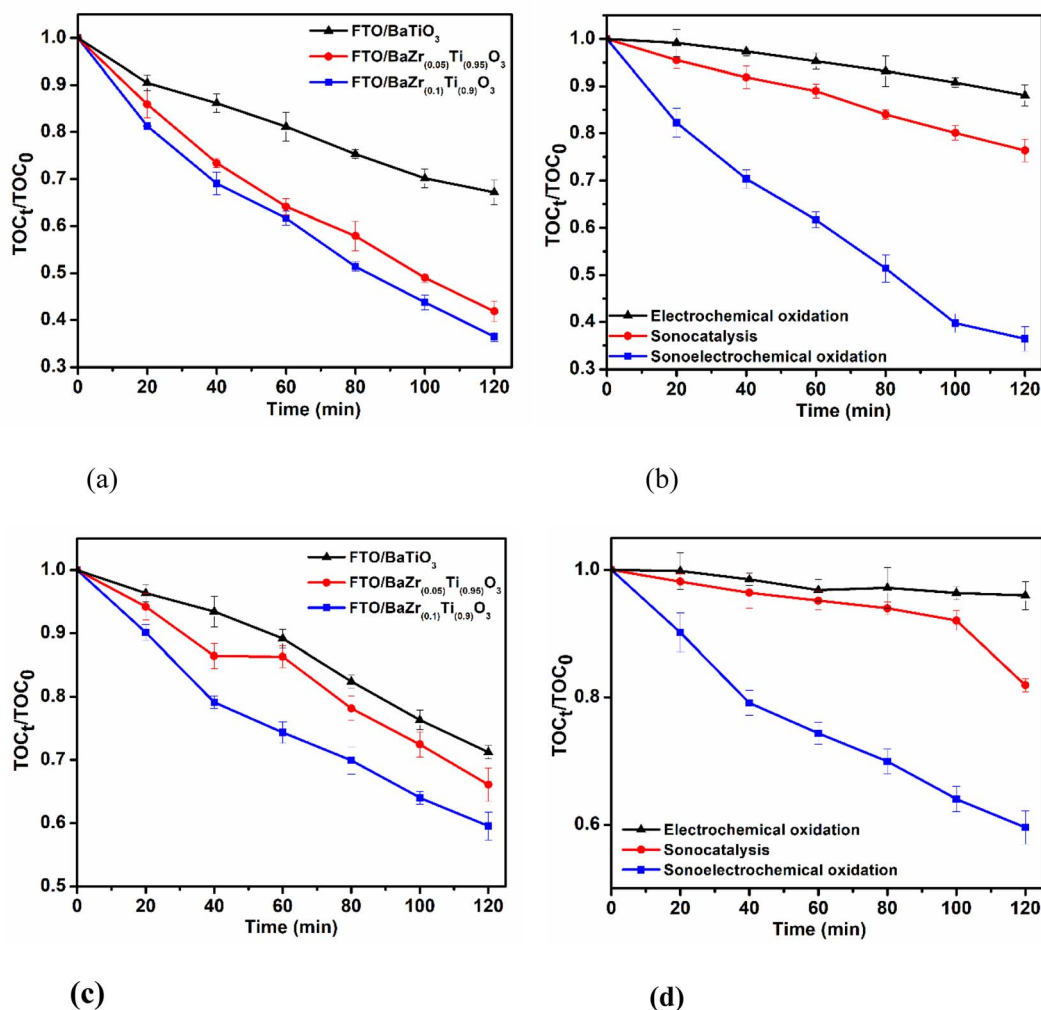 1.0
0.9
0.8
0.7
0.6
0.5
0.4
0.3
TOCt/TOC0
FTO/BaTiO3
FTO/BaZr(0.05)Ti(0.95)O3
FTO/BaZr(0.1)Ti(0.9)O3
0 20 40 60 80 100 120
Time (min)
(a)
1.0
0.9
0.8
0.7
0.6
0.5
0.4
0.3
TOCt/TOC0
Electrochemical oxidation
Sonocatalysis
Sonoelectrochemical oxidation
0 20 40 60 80 100 120
Time (min)
(b)
1.0
0.9
0.8
0.7
0.6
0.5
TOCt/TOC0
FTO/BaTiO3
FTO/BaZr(0.05)Ti(0.95)O3
FTO/BaZr(0.1)Ti(0.9)O3
0 20 40 60 80 100 120
Time (min)
(c)
1.0
0.8
0.6
TOCt/TOC0
Electrochemical oxidation
Sonocatalysis
Sonoelectrochemical oxidation
0 20 40 60 80 100 120
Time (min)
(d)